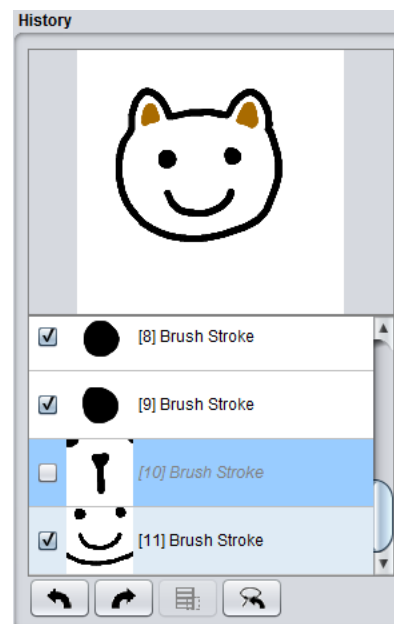 History
[8] Brush Stroke
[9] Brush Stroke
[10] Brush Stroke
[11] Brush Stroke